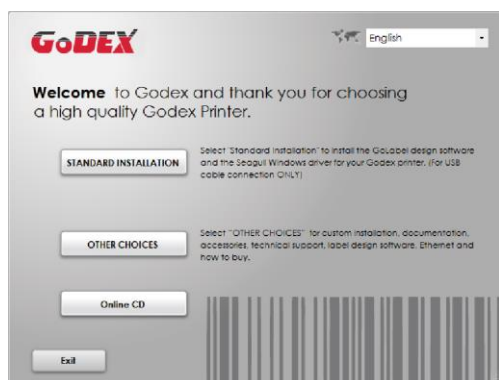 GoDEX
English
Welcome to Godex and thank you for choosing
a high quality Godex Printer.
STANDARD INSTALLATION
Select "Standard Installation" to install the GoLabel design software
and the Seagull Windows driver for your Godex printer. (For USB
cable connection ONLY)
OTHER CHOICES
Select "OTHER CHOICES" for custom installation, documentation,
accessories, technical support, label design software, Ethernet and
how to buy.
Online CD
Exit